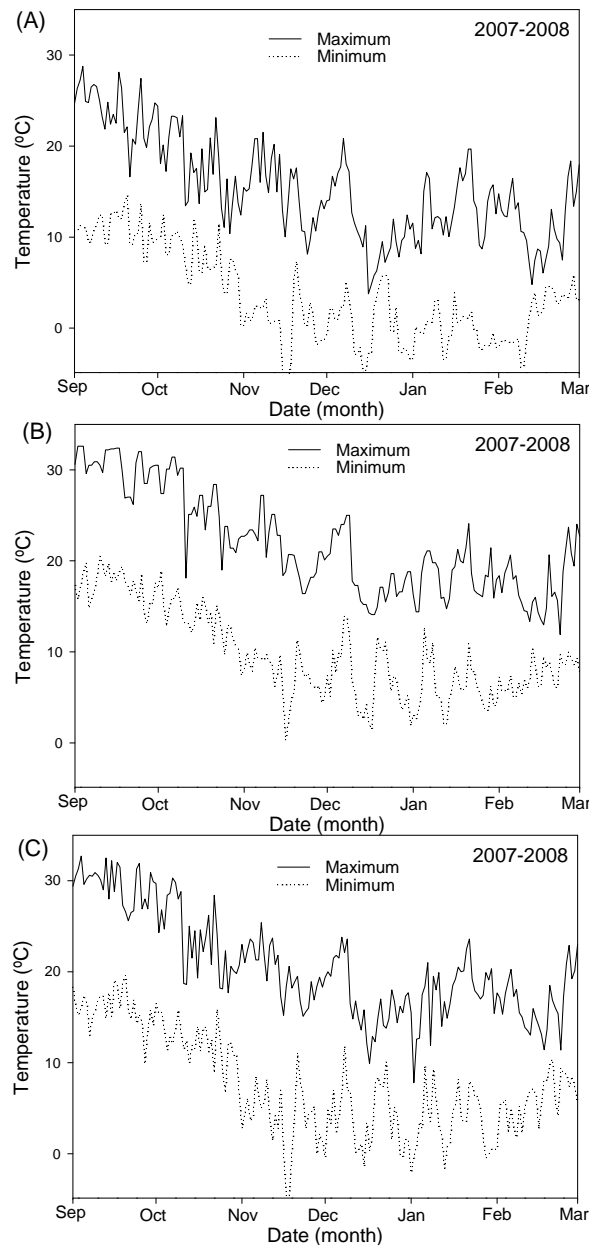 (A)
2007-2008
Maximum
Minimum
30
20
10
0
Temperature (ºC)
Sep Oct Nov Dec Jan Feb Mar
Date (month)
(B)
2007-2008
Maximum
Minimum
30
20
10
0
Temperature (ºC)
Sep Oct Nov Dec Jan Feb Mar
Date (month)
(C)
2007-2008
Maximum
Minimum
30
20
10
0
Temperature (ºC)
Sep Oct Nov Dec Jan Feb Mar
Date (month)